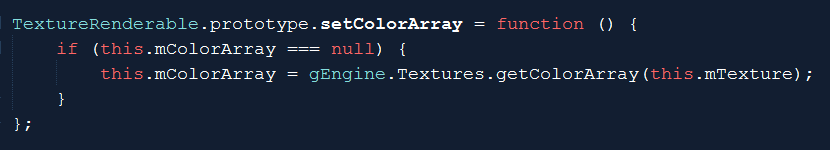 TextureRenderable.prototype.setColorArray = function () {
    if (this.mColorArray === null) {
        this.mColorArray = gEngine.Textures.getColorArray(this.mTexture);
    }
};